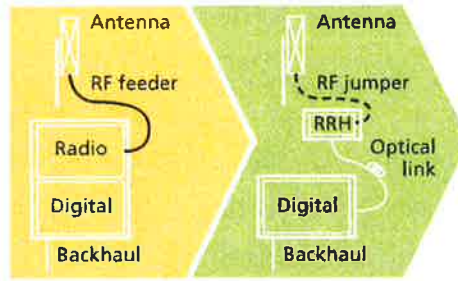 Antenna
RF feeder
Radio
Digital
Backhaul
Antenna
RF jumper
RRH
Optical
link
Digital
Backhaul